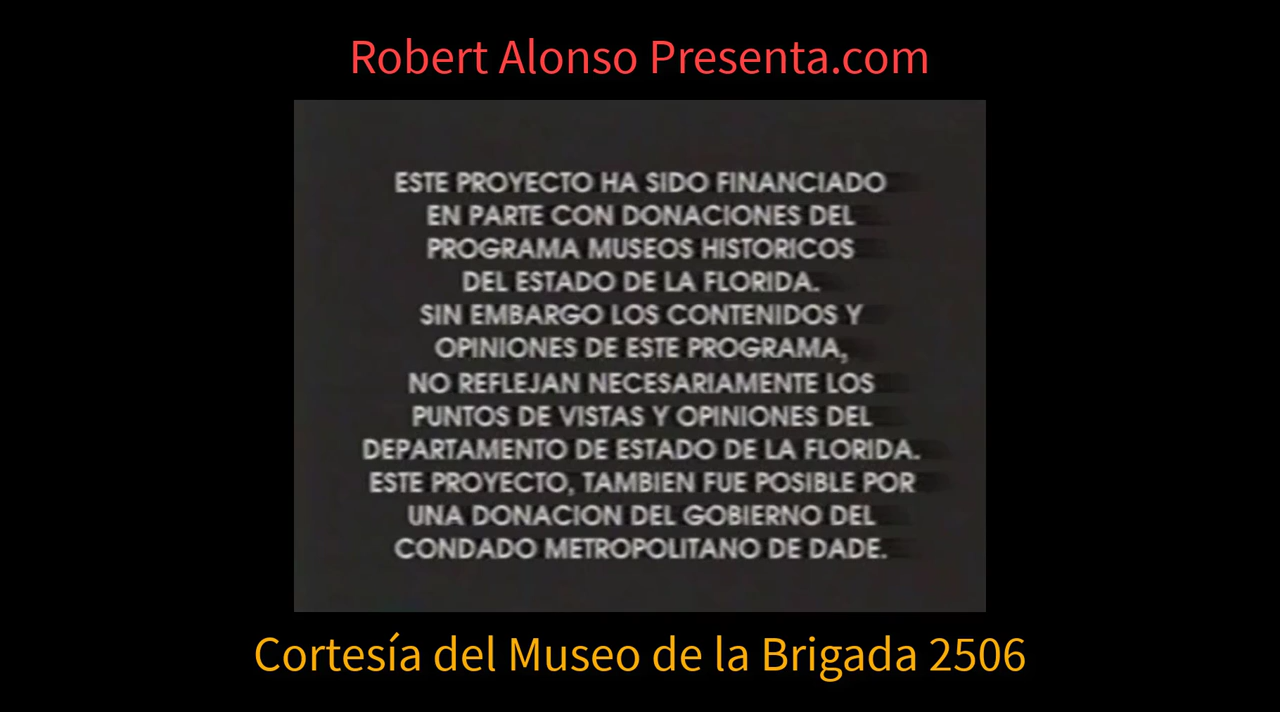 Robert Alonso Presenta.com
ESTE PROYECTO HA SIDO FINANCIADO
EN PARTE CON DONACIONES DEL
PROGRAMA MUSEOS HISTORICOS
DEL ESTADO DE LA FLORIDA.
SIN EMBARGO LOS CONTENIDOS Y
OPINIONES DE ESTE PROGRAMA,
NO REFLEJAN NECESARIAMENTE LOS
PUNTOS DE VISTAS Y OPINIONES DEL
DEPARTAMENTO DE ESTADO DE LA FLORIDA.
ESTE PROYECTO, TAMBIEN FUE POSIBLE POR
UNA DONACION DEL GOBIERNO DEL
CONDADO METROPOLITANO DE DADE.
Cortesía del Museo de la Brigada 2506